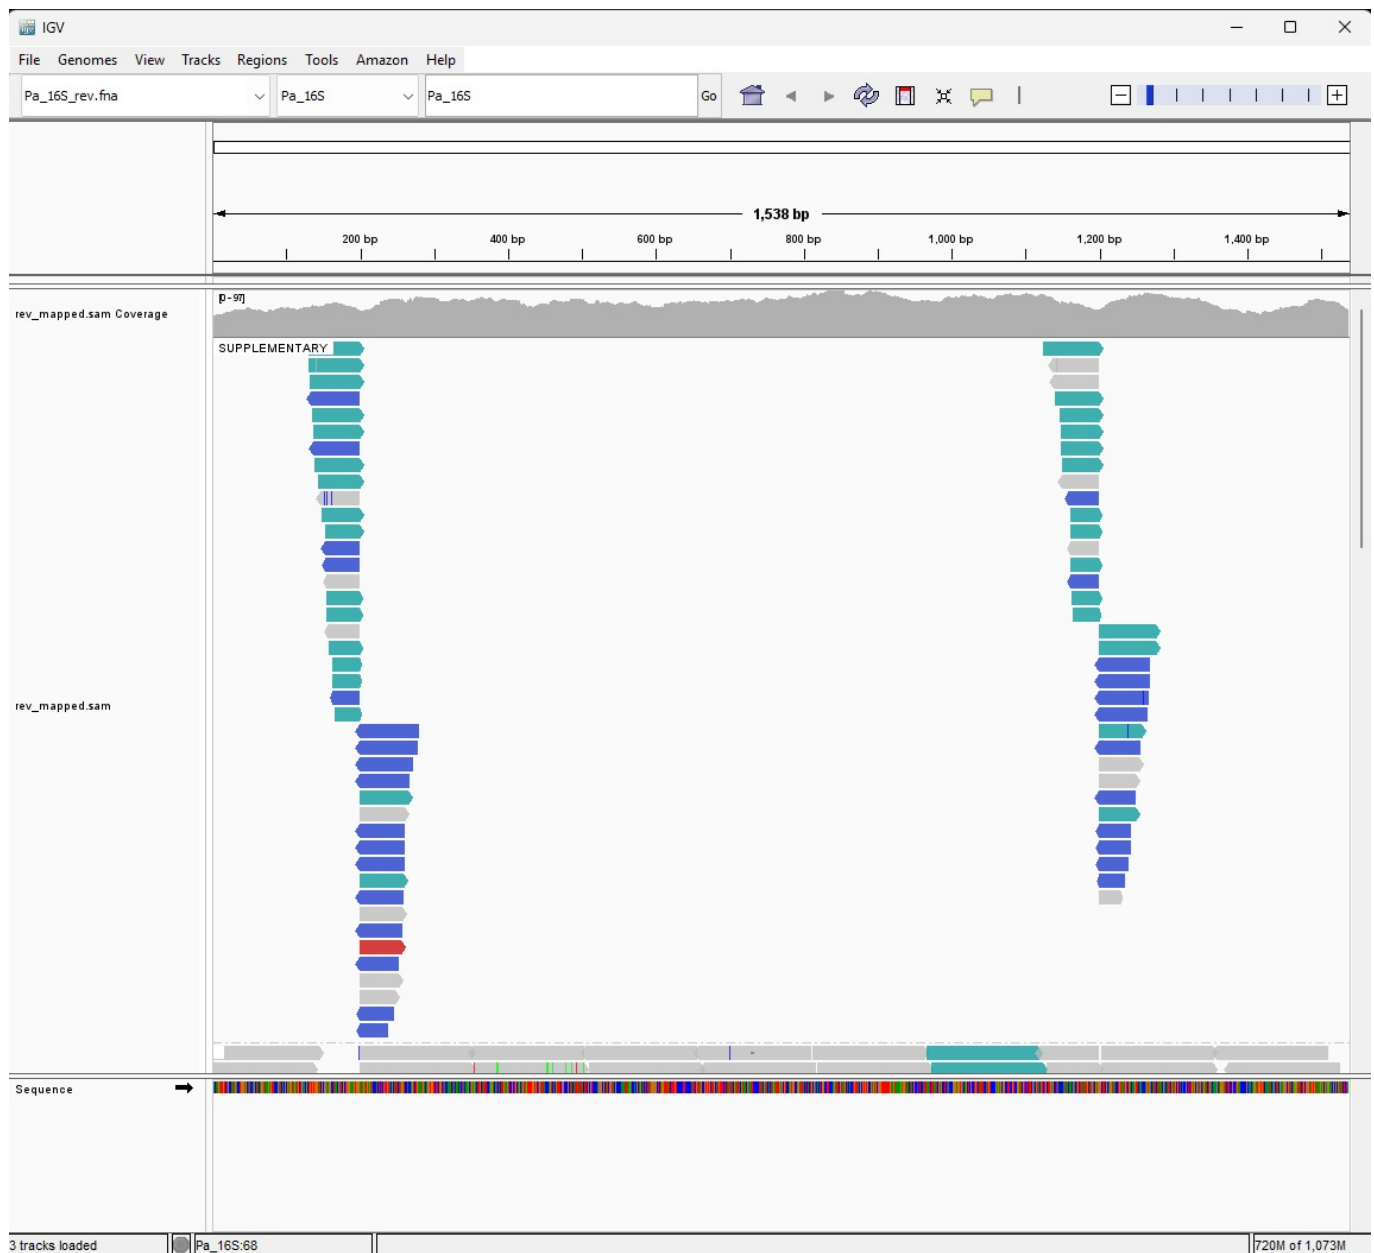 IGV
File Genomes View Tracks Regions Tools Amazon Help
Pa_16S_rev.fna Pa_16S Pa_16S Go
1,538 bp
200 bp 400 bp 600 bp 800 bp 1,000 bp 1,200 bp 1,400 bp
[0 - 97]
rev_mapped.sam Coverage
SUPPLEMENTARY
rev_mapped.sam
Sequence
3 tracks loaded Pa_16S:68 720M of 1,073M